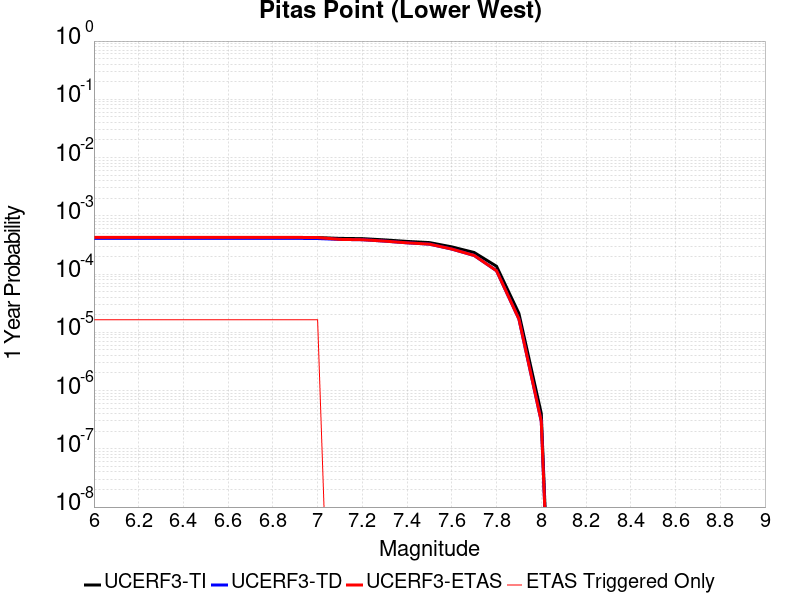 Pitas Point (Lower West)
10 0
10 -1
10 -2
10 -3
10 -4
10 -5
10 -6
10 -7
10 -8
1 Year Probability
6 6.2 6.4 6.6 6.8 7 7.2 7.4 7.6 7.8 8 8.2 8.4 8.6 8.8 9
Magnitude
UCERF3-TI UCERF3-TD UCERF3-ETAS ETAS Triggered Only